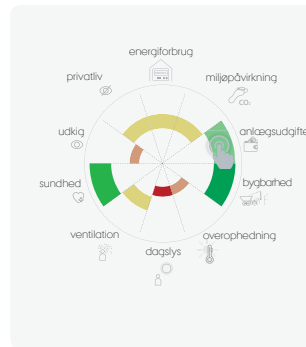 energiforbrug
privatliv
miljøpåvirkning
CO₂
udkig
anlægsudgifte
sundhed
bygbarhed
ventilation
overophedning
dagslys